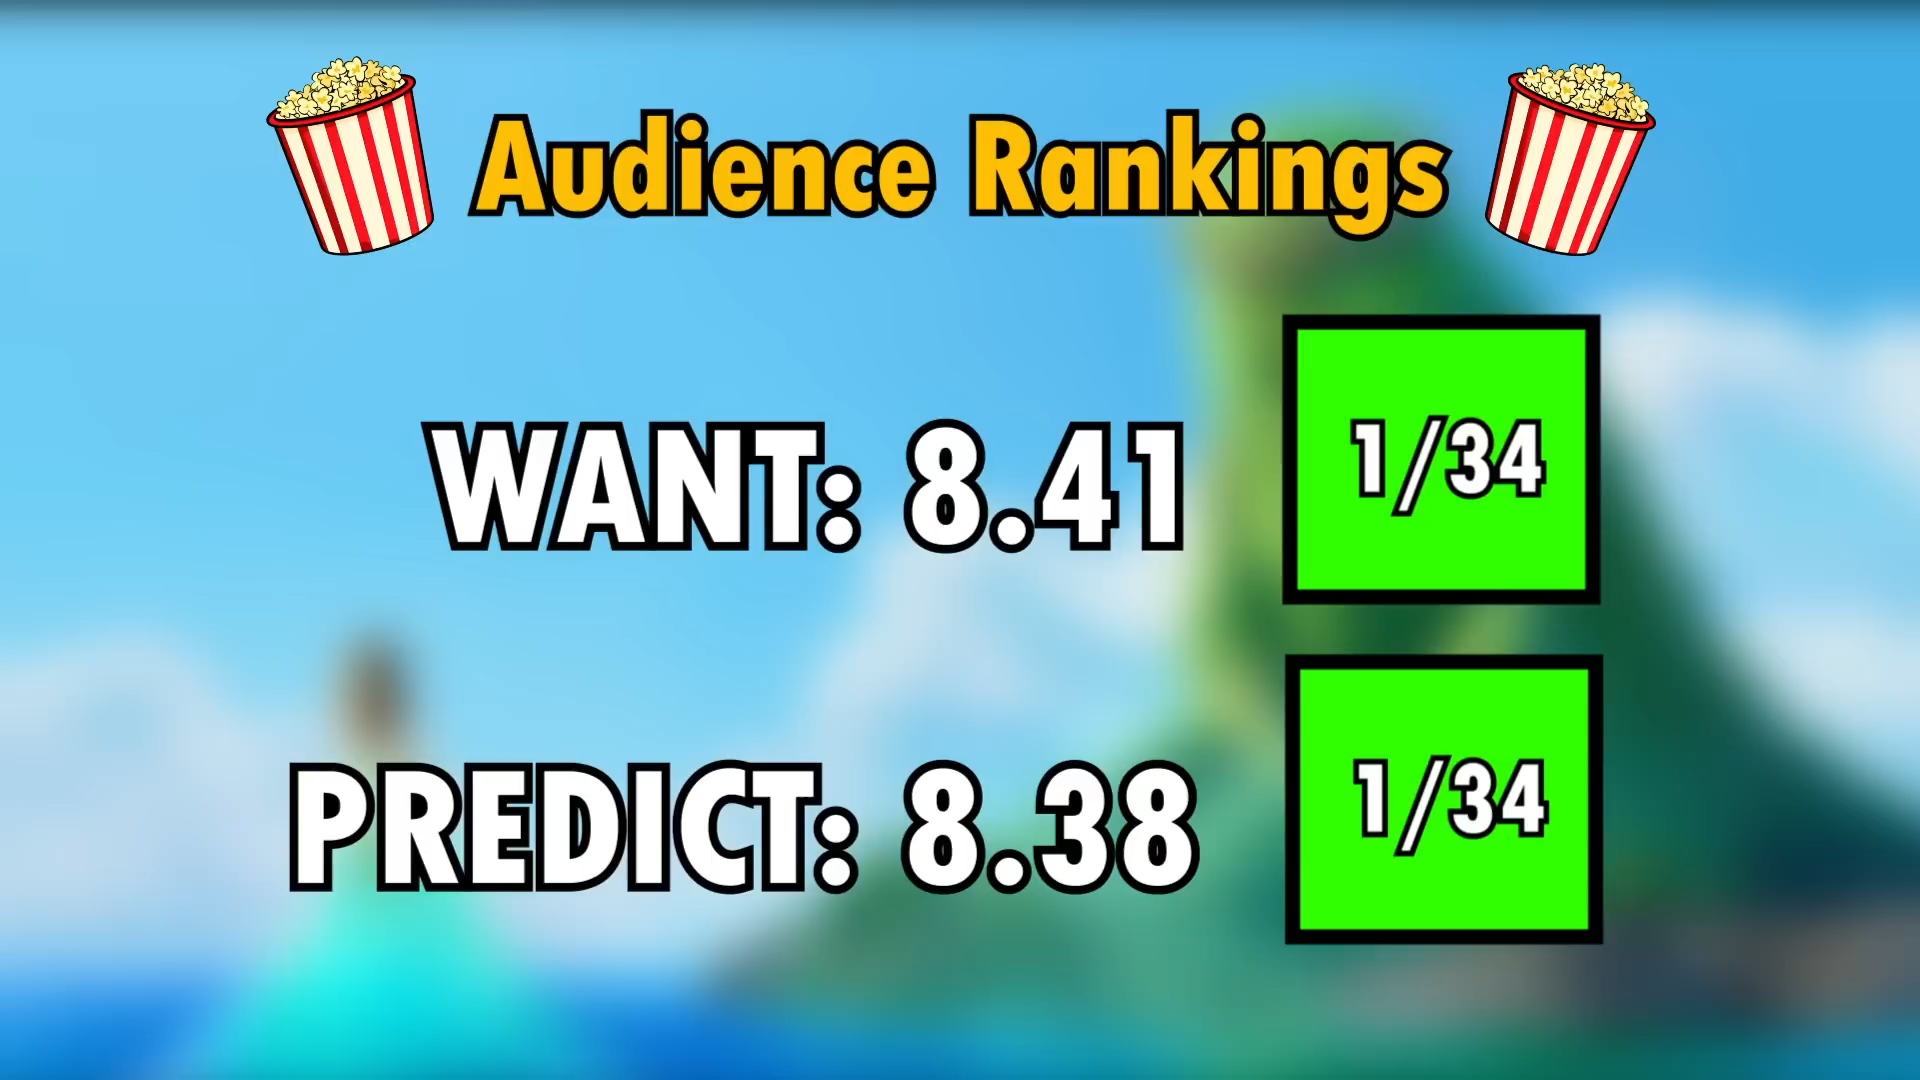 Audience Rankings
WANT: 8.41
1/34
PREDICT: 8.38
1/34